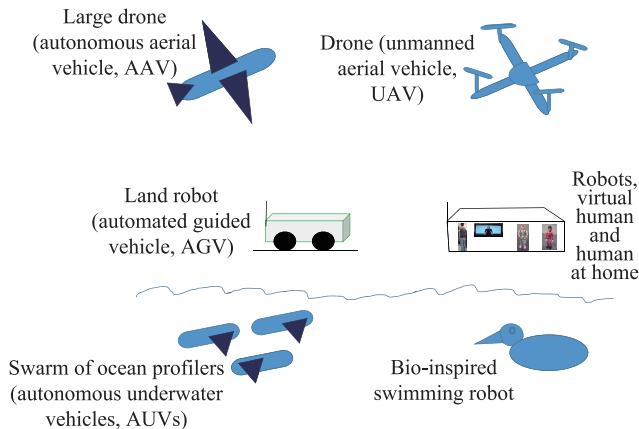 Large drone
(autonomous aerial
vehicle, AAV)
Drone (unmanned
aerial vehicle,
UAV)
Land robot
(automated guided
vehicle, AGV)
Robots,
virtual
human
and
human
at home
Swarm of ocean profilers
(autonomous underwater
vehicles, AUVs)
Bio-inspired
swimming robot